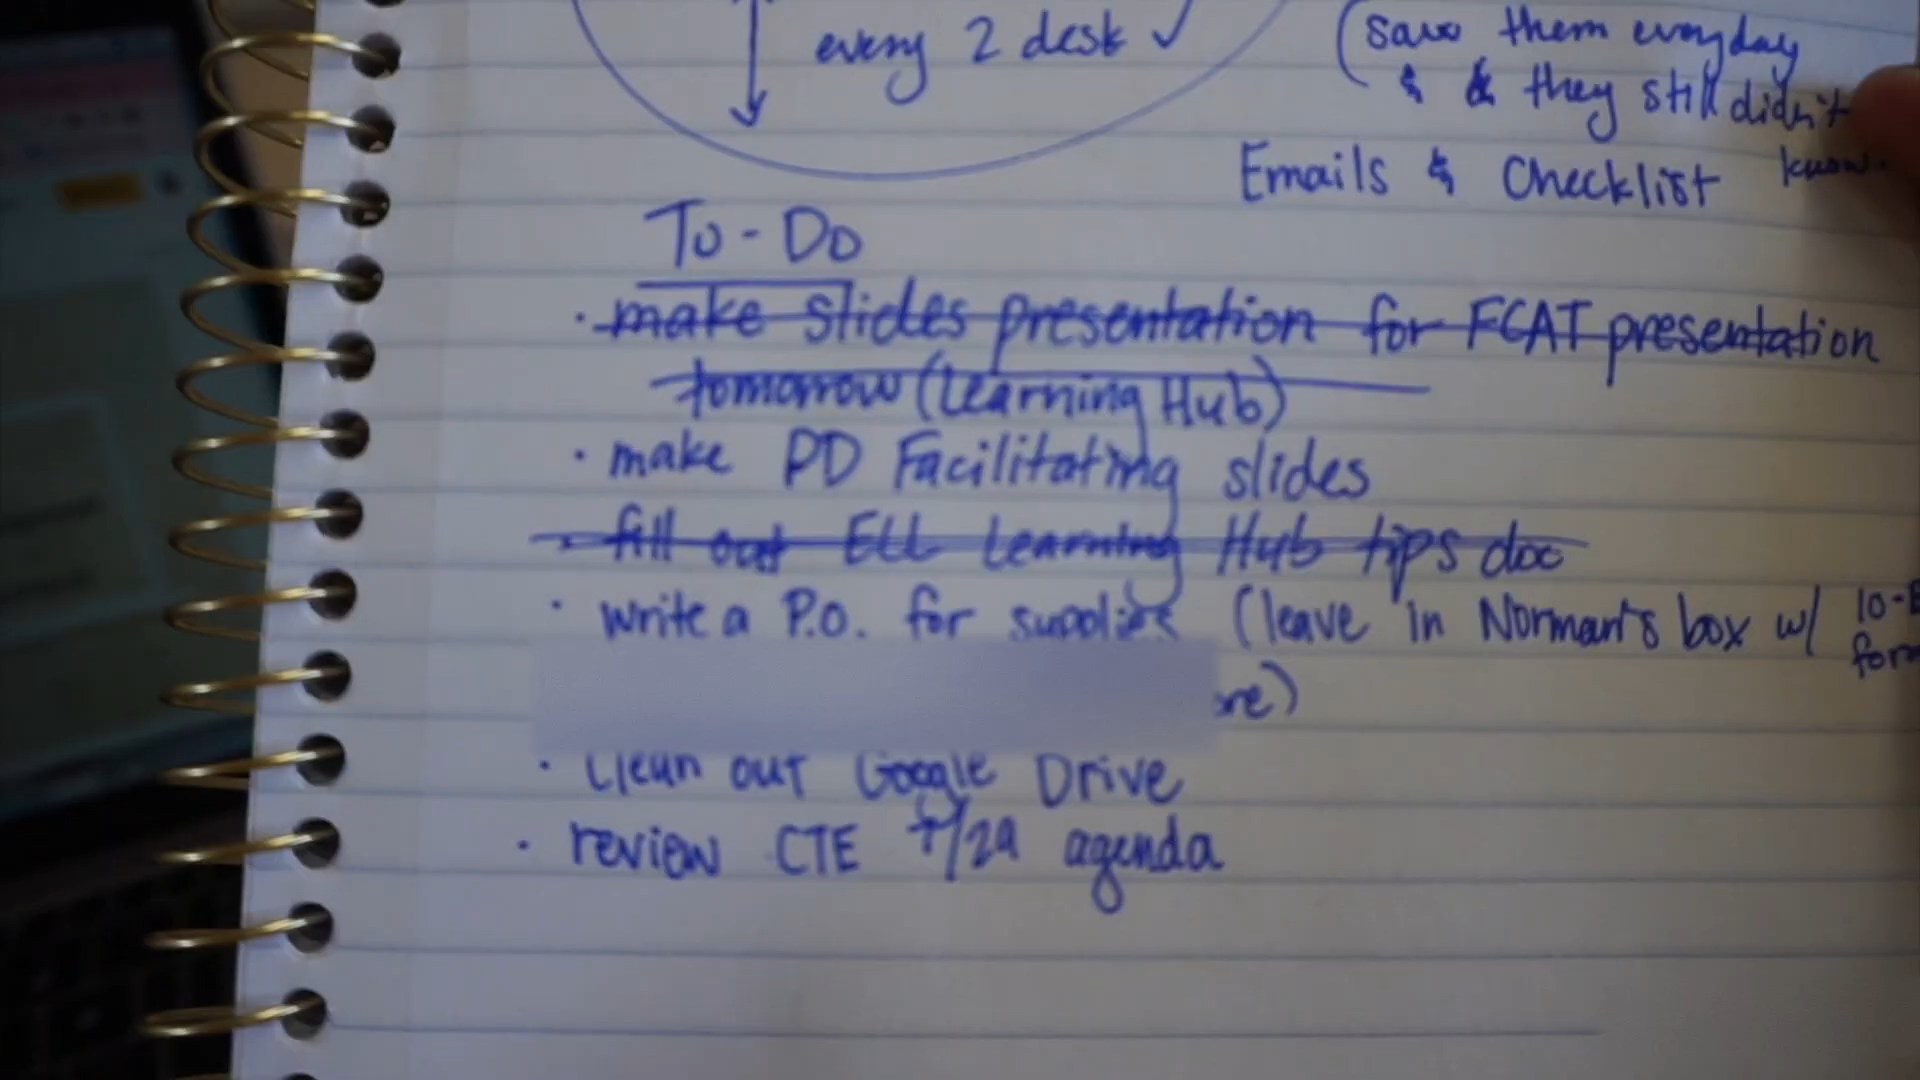 every 2 desk ✓
(saw them everyday
& & they still didn't
know.
Emails & Checklist
To-Do
· make slides presentation for FCAT presentation
tomorrow (Learning Hub)
· make PD Facilitating slides
· fill out ELL Learning Hub tips doc
· write a P.O. for supplies (leave in Norman's box w/ 10-
· clean out Google Drive
· review CTE 7/29 agenda